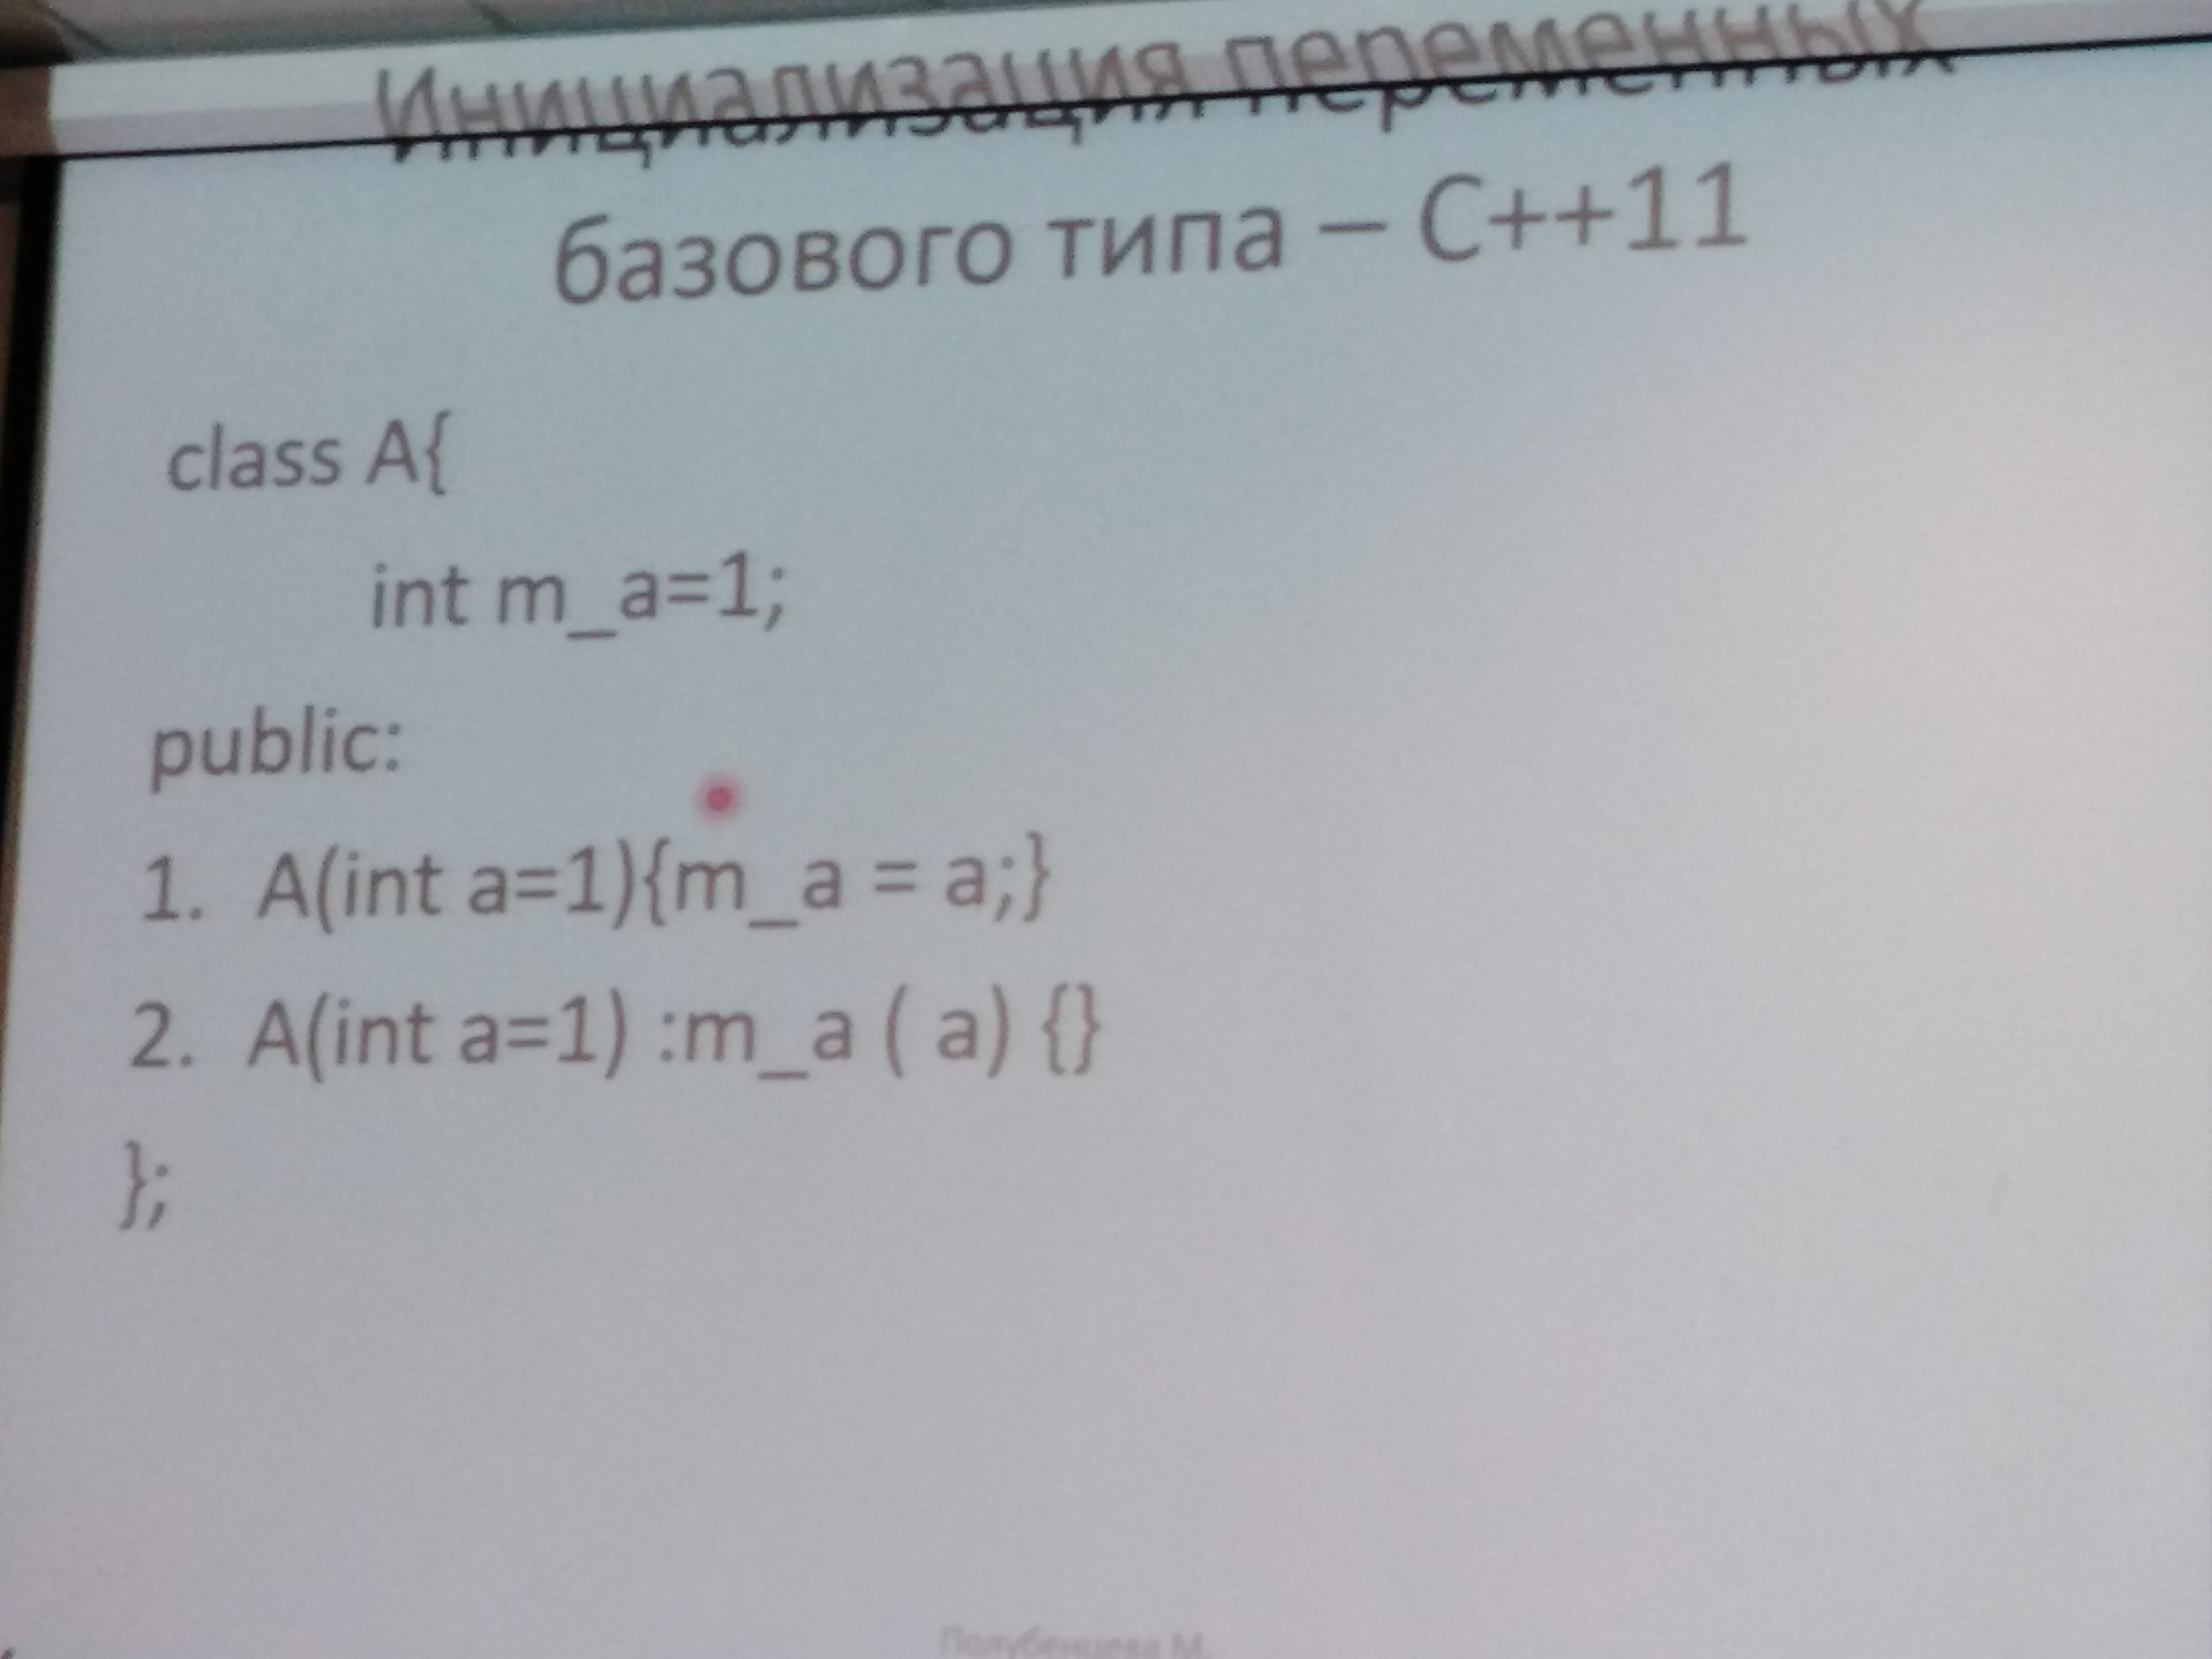 Инициализация переменных
базового типа – C++11
class A{
int m_a=1;
public:
1. A(int a=1){m_a = a;}
2. A(int a=1) :m_a ( a) {}
};
Полубенцева М.